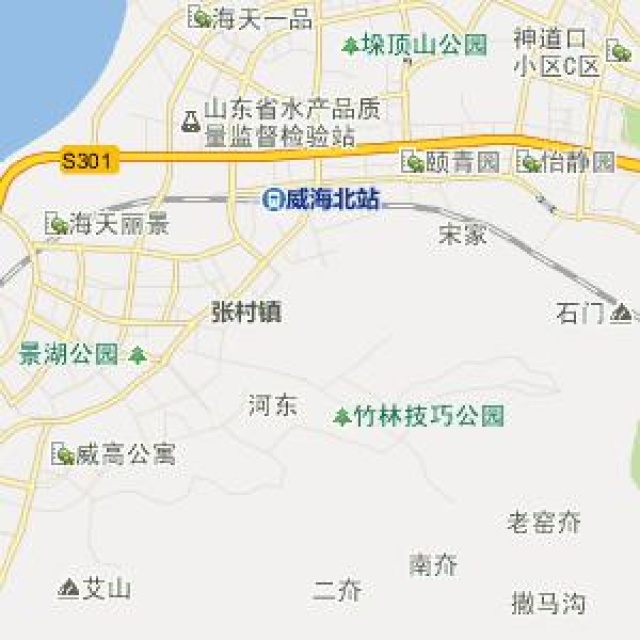 海天一品
垛顶山公园
神道口
小区C区
山东省水产品质
量监督检验站
S301
颐青园
怡静园
威海北站
海天丽景
宋家
张村镇
石门
景湖公园
河东
竹林技巧公园
威高公寓
老窑夼
南夼
艾山
二夼
撒马沟